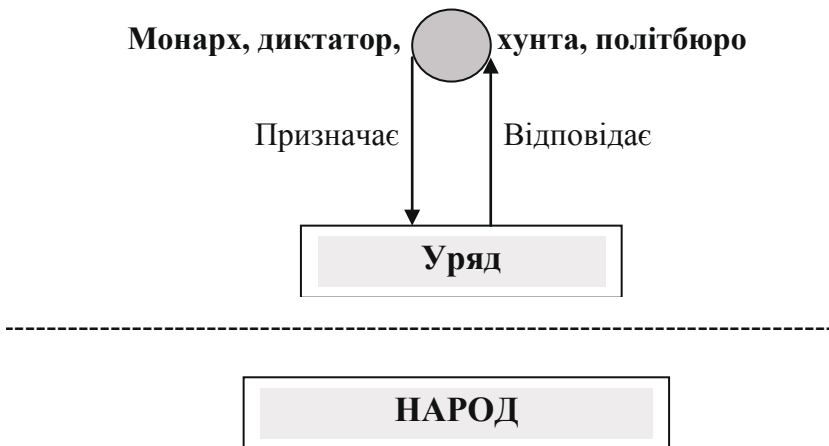 Монарх, диктатор, хунта, політбюро
Призначає Відповідає
Уряд
НАРОД